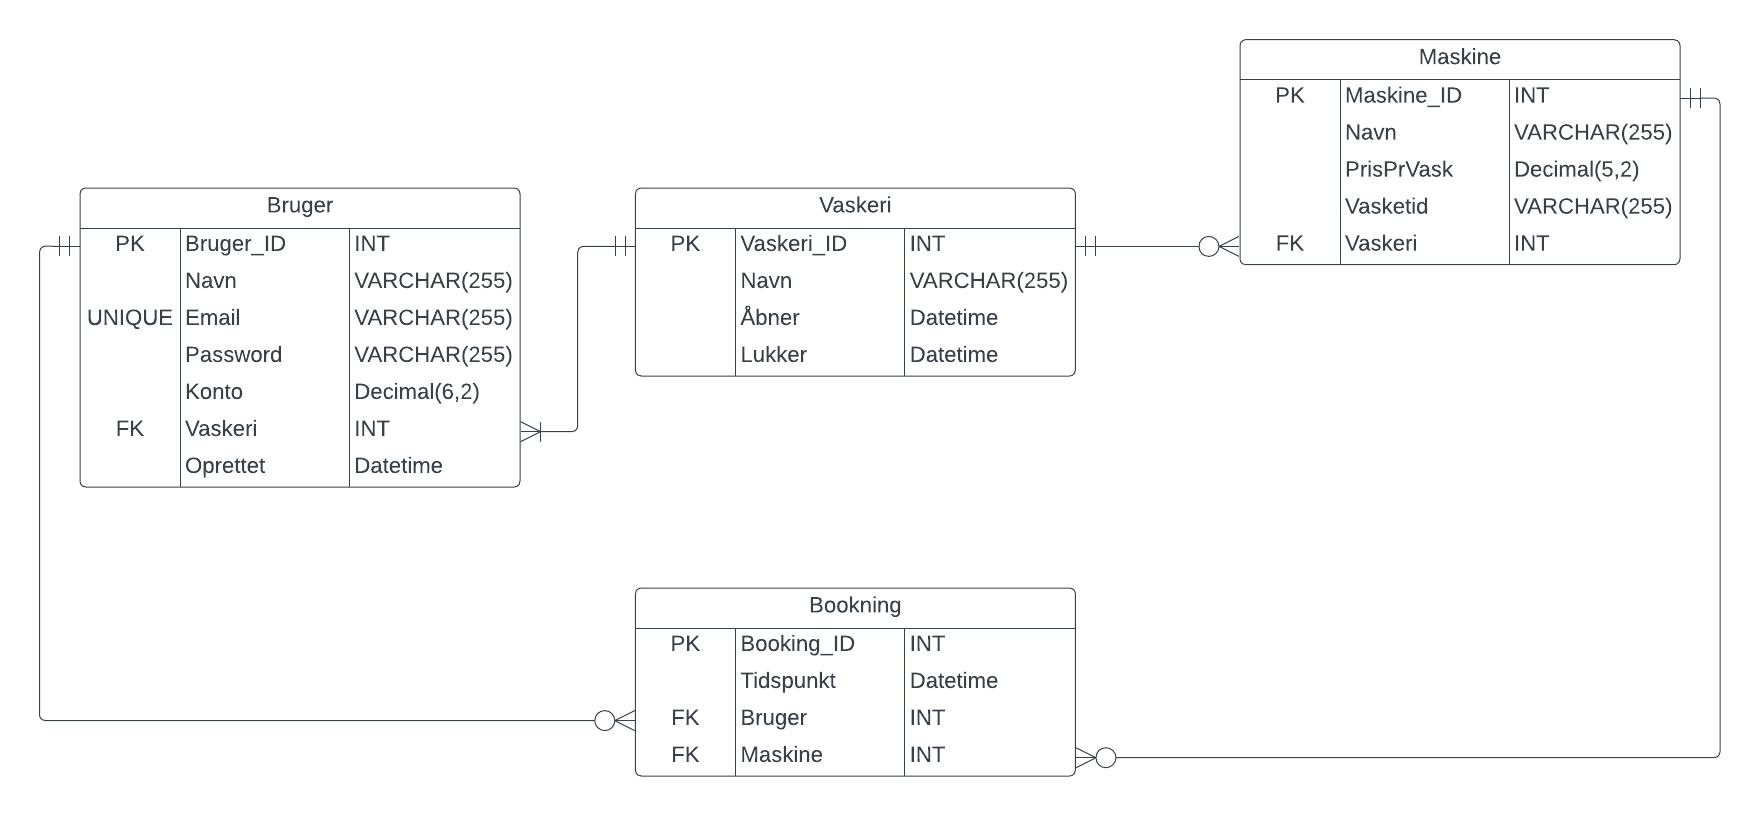 Maskine
PK Maskine_ID INT
Navn VARCHAR(255)
PrisPrVask Decimal(5,2)
Vasketid VARCHAR(255)
FK Vaskeri INT
Bruger
PK Bruger_ID INT
Navn VARCHAR(255)
UNIQUE Email VARCHAR(255)
Password VARCHAR(255)
Konto Decimal(6,2)
FK Vaskeri INT
Oprettet Datetime
Vaskeri
PK Vaskeri_ID INT
Navn VARCHAR(255)
Åbner Datetime
Lukker Datetime
Bookning
PK Booking_ID INT
Tidspunkt Datetime
FK Bruger INT
FK Maskine INT